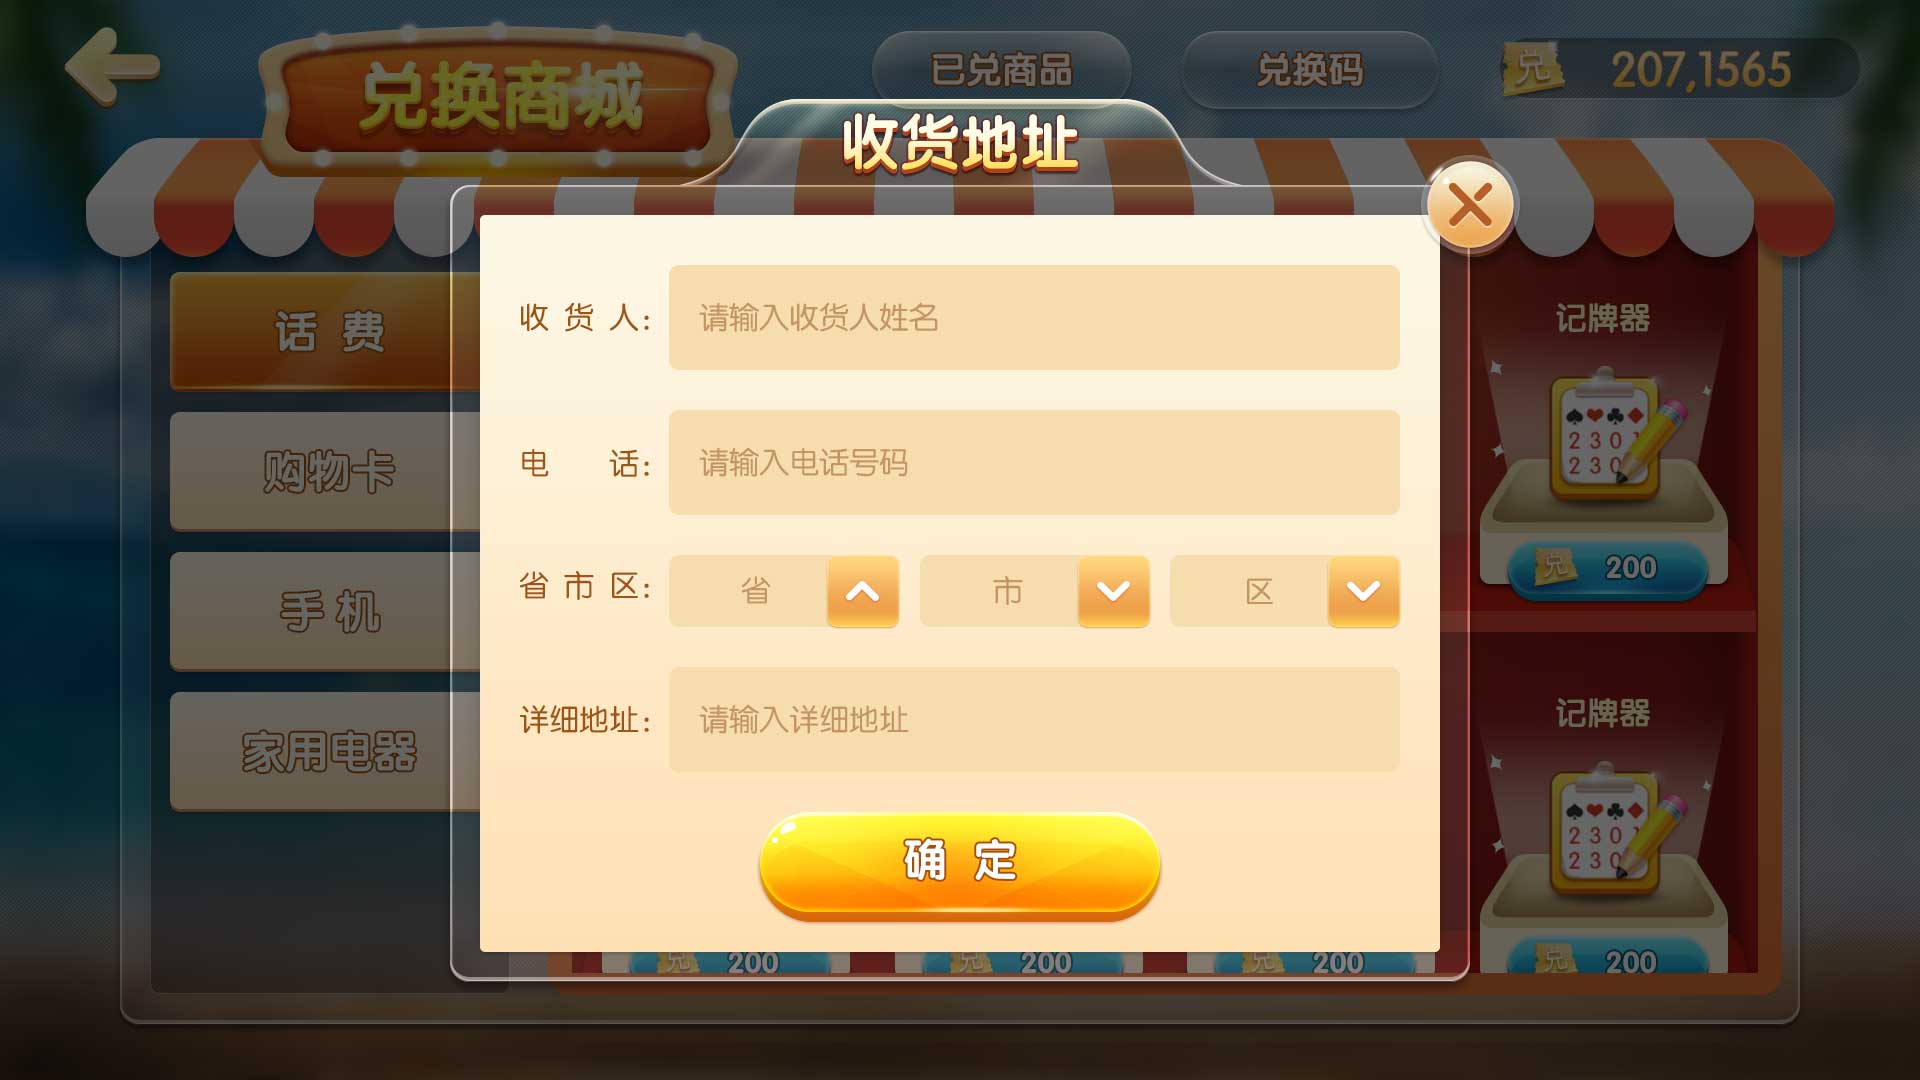 兑换商城
已兑商品
兑换码
兑
207,1565
收货地址
话 费
购物卡
手 机
家用电器
收 货 人:
请输入收货人姓名
电 话:
请输入电话号码
省 市 区:
省
市
区
详细地址:
请输入详细地址
确 定
记牌器
2 3 0 1
2 3 0
兑 200
记牌器
2 3 0 1
2 3 0
兑 200
兑 200
兑 200
兑 200